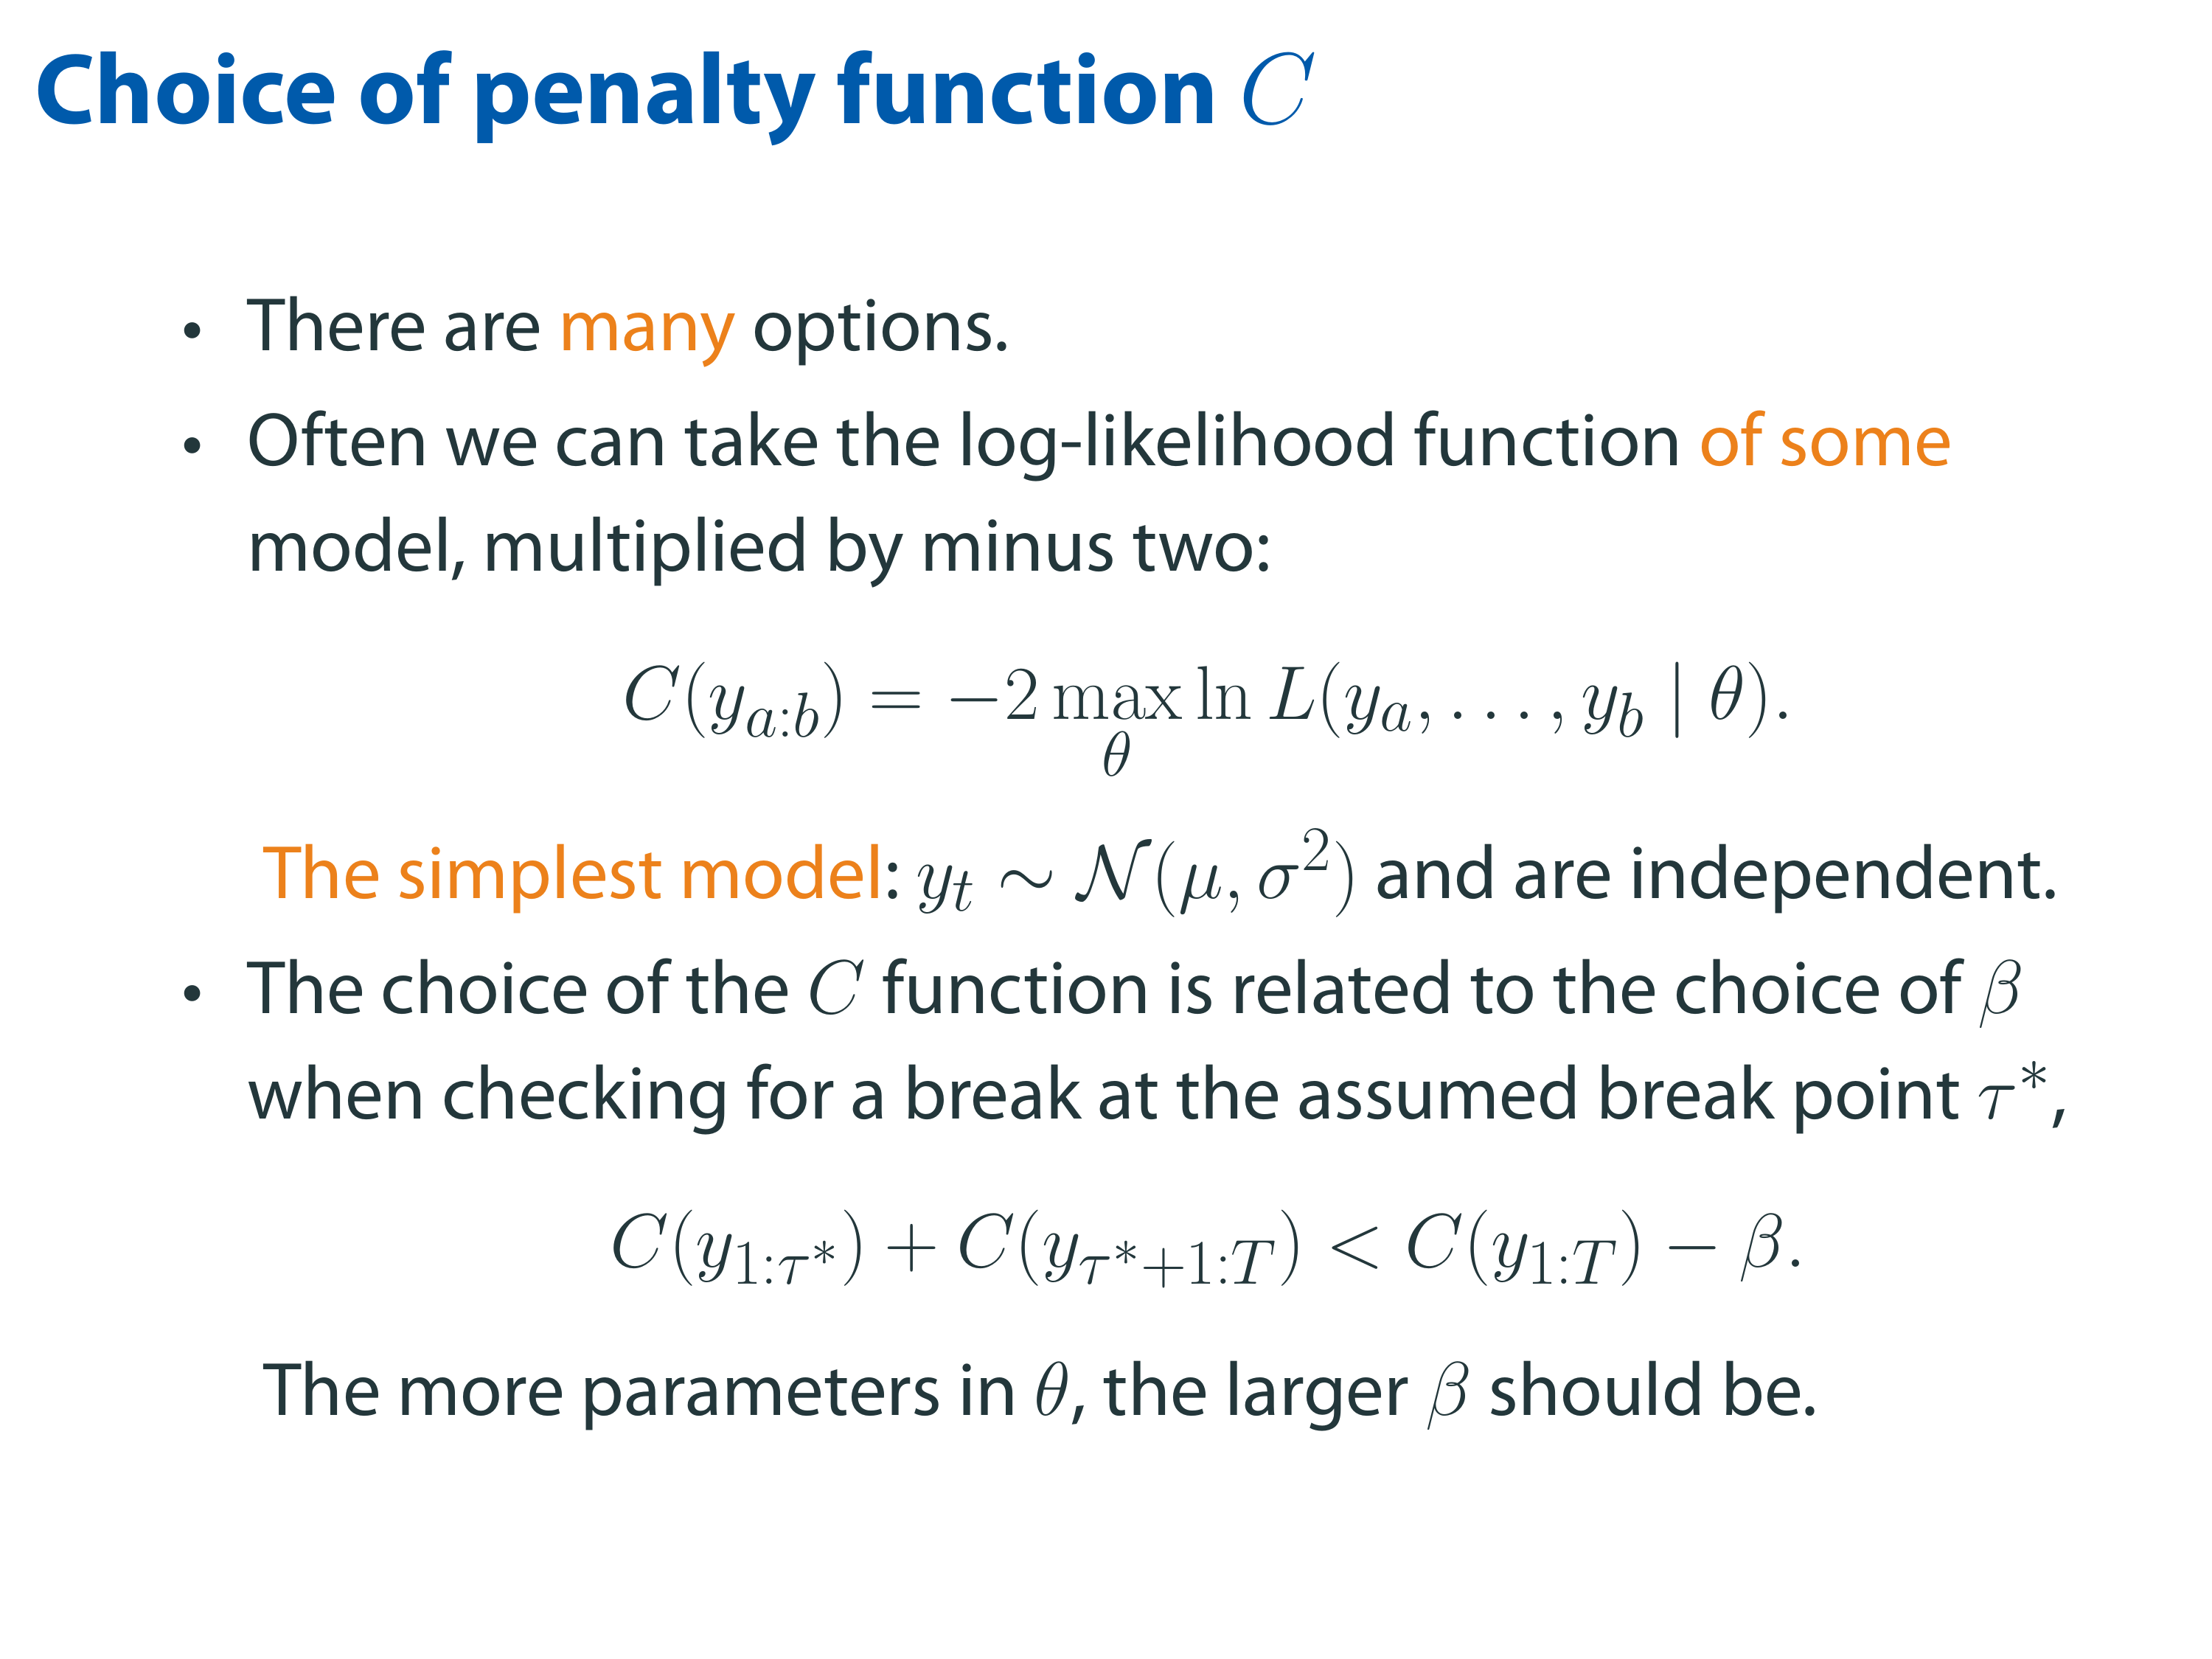 Choice of penalty function C
• There are many options.
• Often we can take the log-likelihood function of some
model, multiplied by minus two:
C(y_{a:b}) = −2 max_θ ln L(y_a, . . . , y_b | θ).
The simplest model: y_t ∼ 𝒩(μ, σ²) and are independent.
• The choice of the C function is related to the choice of β
when checking for a break at the assumed break point τ*,
C(y_{1:τ*}) + C(y_{τ*+1:T}) < C(y_{1:T}) − β.
The more parameters in θ, the larger β should be.